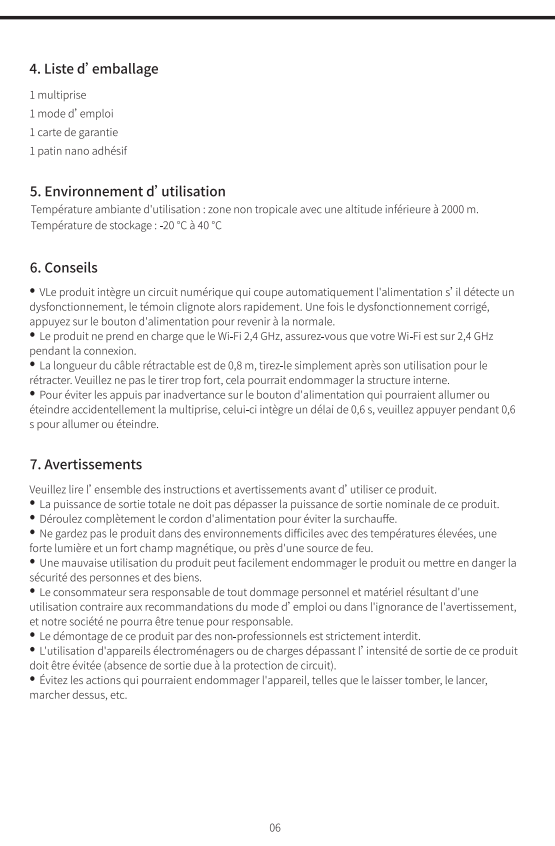 4. Liste d’ emballage
1 multiprise
1 mode d’ emploi
1 carte de garantie
1 patin nano adhésif
5. Environnement d’ utilisation
Température ambiante d'utilisation : zone non tropicale avec une altitude inférieure à 2000 m.
Température de stockage : -20 °C à 40 °C
6. Conseils
• VLe produit intègre un circuit numérique qui coupe automatiquement l'alimentation s’ il détecte un
dysfonctionnement, le témoin clignote alors rapidement. Une fois le dysfonctionnement corrigé,
appuyez sur le bouton d'alimentation pour revenir à la normale.
• Le produit ne prend en charge que le Wi-Fi 2,4 GHz, assurez-vous que votre Wi-Fi est sur 2,4 GHz
pendant la connexion.
• La longueur du câble rétractable est de 0,8 m, tirez-le simplement après son utilisation pour le
rétracter. Veuillez ne pas le tirer trop fort, cela pourrait endommager la structure interne.
• Pour éviter les appuis par inadvertance sur le bouton d'alimentation qui pourraient allumer ou
éteindre accidentellement la multiprise, celui-ci intègre un délai de 0,6 s, veuillez appuyer pendant 0,6
s pour allumer ou éteindre.
7. Avertissements
Veuillez lire l’ ensemble des instructions et avertissements avant d’ utiliser ce produit.
• La puissance de sortie totale ne doit pas dépasser la puissance de sortie nominale de ce produit.
• Déroulez complètement le cordon d'alimentation pour éviter la surchauffe.
• Ne gardez pas le produit dans des environnements difficiles avec des températures élevées, une
forte lumière et un fort champ magnétique, ou près d'une source de feu.
• Une mauvaise utilisation du produit peut facilement endommager le produit ou mettre en danger la
sécurité des personnes et des biens.
• Le consommateur sera responsable de tout dommage personnel et matériel résultant d'une
utilisation contraire aux recommandations du mode d’ emploi ou dans l'ignorance de l'avertissement,
et notre société ne pourra être tenue pour responsable.
• Le démontage de ce produit par des non-professionnels est strictement interdit.
• L'utilisation d'appareils électroménagers ou de charges dépassant l’ intensité de sortie de ce produit
doit être évitée (absence de sortie due à la protection de circuit).
• Évitez les actions qui pourraient endommager l'appareil, telles que le laisser tomber, le lancer,
marcher dessus, etc.
06